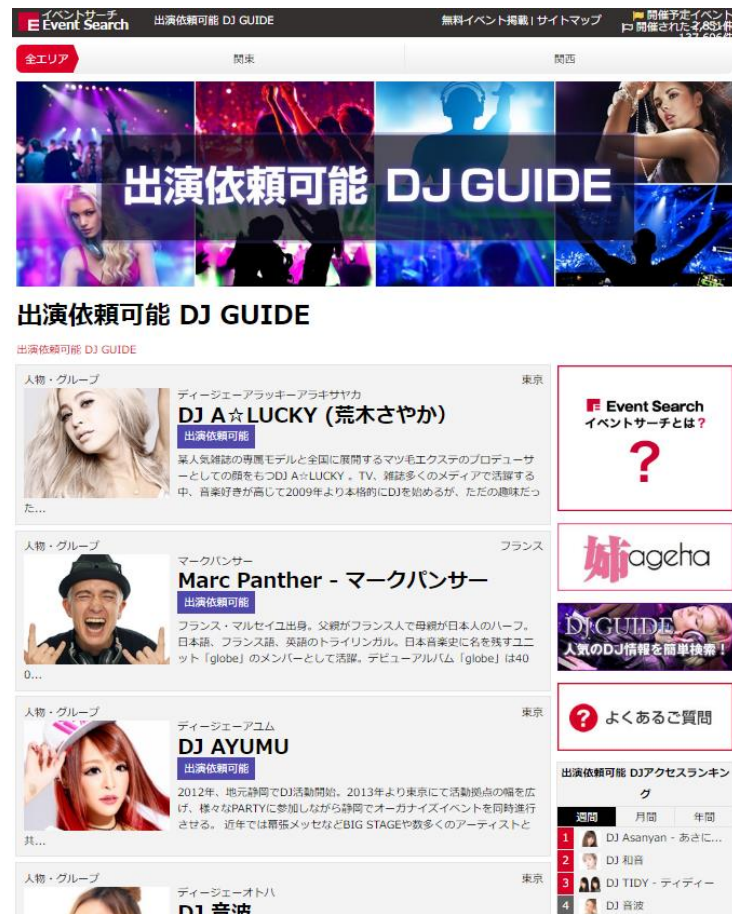 イベントサーチ
Event Search
出演依頼可能 DJ GUIDE
無料イベント掲載 | サイトマップ
開催予定イベント
2,851件
開催された
137,606件
全エリア
関東
関西
出演依頼可能 DJ GUIDE
出演依頼可能 DJ GUIDE
出演依頼可能 DJ GUIDE
人物・グループ
東京
ディージェーアラッキーアラキサヤカ
DJ A☆LUCKY (荒木さやか）
出演依頼可能
某人気雑誌の専属モデルと全国に展開するマツ毛エクステのプロデューサ
ーとしての顔をもつDJ A☆LUCKY 。TV、雑誌多くのメディアで活躍する
中、音楽好きが高じて2009年より本格的にDJを始めるが、ただの趣味だっ
た...
人物・グループ
フランス
マークパンサー
Marc Panther - マークパンサー
出演依頼可能
フランス・マルセイユ出身。父親がフランス人で母親が日本人のハーフ。
日本語、フランス語、英語のトライリンガル。日本音楽史に名を残すユニ
ット「globe」のメンバーとして活躍。デビューアルバム「globe」は40
0...
人物・グループ
東京
ディージェーアユム
DJ AYUMU
出演依頼可能
2012年、地元静岡でDJ活動開始。2013年より東京にて活動拠点の幅を広
げ、様々なPARTYに参加しながら静岡でオーガナイズイベントを同時進行
させる。 近年では幕張メッセなどBIG STAGEや数多くのアーティストと
共...
人物・グループ
東京
ディージェーオトハ
DJ 音波
Event Search
イベントサーチとは？
?
姉ageha
DJ GUIDE
人気のDJ情報を簡単検索！
? よくあるご質問
出演依頼可能 DJアクセスランキン
グ
週間 月間 年間
1 DJ Asanyan - あさに...
2 DJ 和音
3 DJ TIDY - ティディー
4 DJ 音波